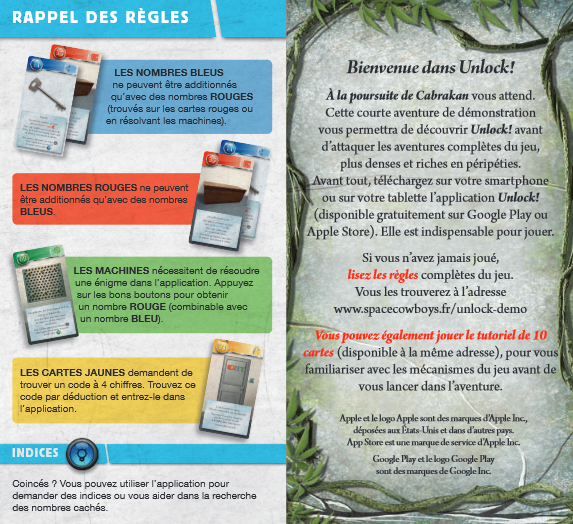 RAPPEL DES RÈGLES
LES NOMBRES BLEUS
ne peuvent être additionnés
qu'avec des nombres ROUGES
(trouvés sur les cartes rouges ou
en résolvant les machines).
LES NOMBRES ROUGES ne peuvent
être additionnés qu'avec des nombres
BLEUS.
LES MACHINES nécessitent de résoudre
une énigme dans l'application. Appuyez
sur les bons boutons pour obtenir
un nombre ROUGE (combinable avec
un nombre BLEU).
LES CARTES JAUNES demandent de
trouver un code à 4 chiffres. Trouvez ce
code par déduction et entrez-le dans
l'application.
EXIT
INDICES
Coincés ? Vous pouvez utiliser l'application pour
demander des indices ou vous aider dans la recherche
des nombres cachés.
Bienvenue dans Unlock!
À la poursuite de Cabrakan vous attend.
Cette courte aventure de démonstration
vous permettra de découvrir Unlock! avant
d'attaquer les aventures complètes du jeu,
plus denses et riches en péripéties.
Avant tout, téléchargez sur votre smartphone
ou sur votre tablette l'application Unlock!
(disponible gratuitement sur Google Play ou
Apple Store). Elle est indispensable pour jouer.
Si vous n'avez jamais joué,
lisez les règles complètes du jeu.
Vous les trouverez à l'adresse
www.spacecowboys.fr/unlock-demo
Vous pouvez également jouer le tutoriel de 10
cartes (disponible à la même adresse), pour vous
familiariser avec les mécanismes du jeu avant de
vous lancer dans l'aventure.
Apple et le logo Apple sont des marques d'Apple Inc.,
déposées aux États-Unis et dans d'autres pays.
App Store est une marque de service d'Apple Inc.
Google Play et le logo Google Play
sont des marques de Google Inc.